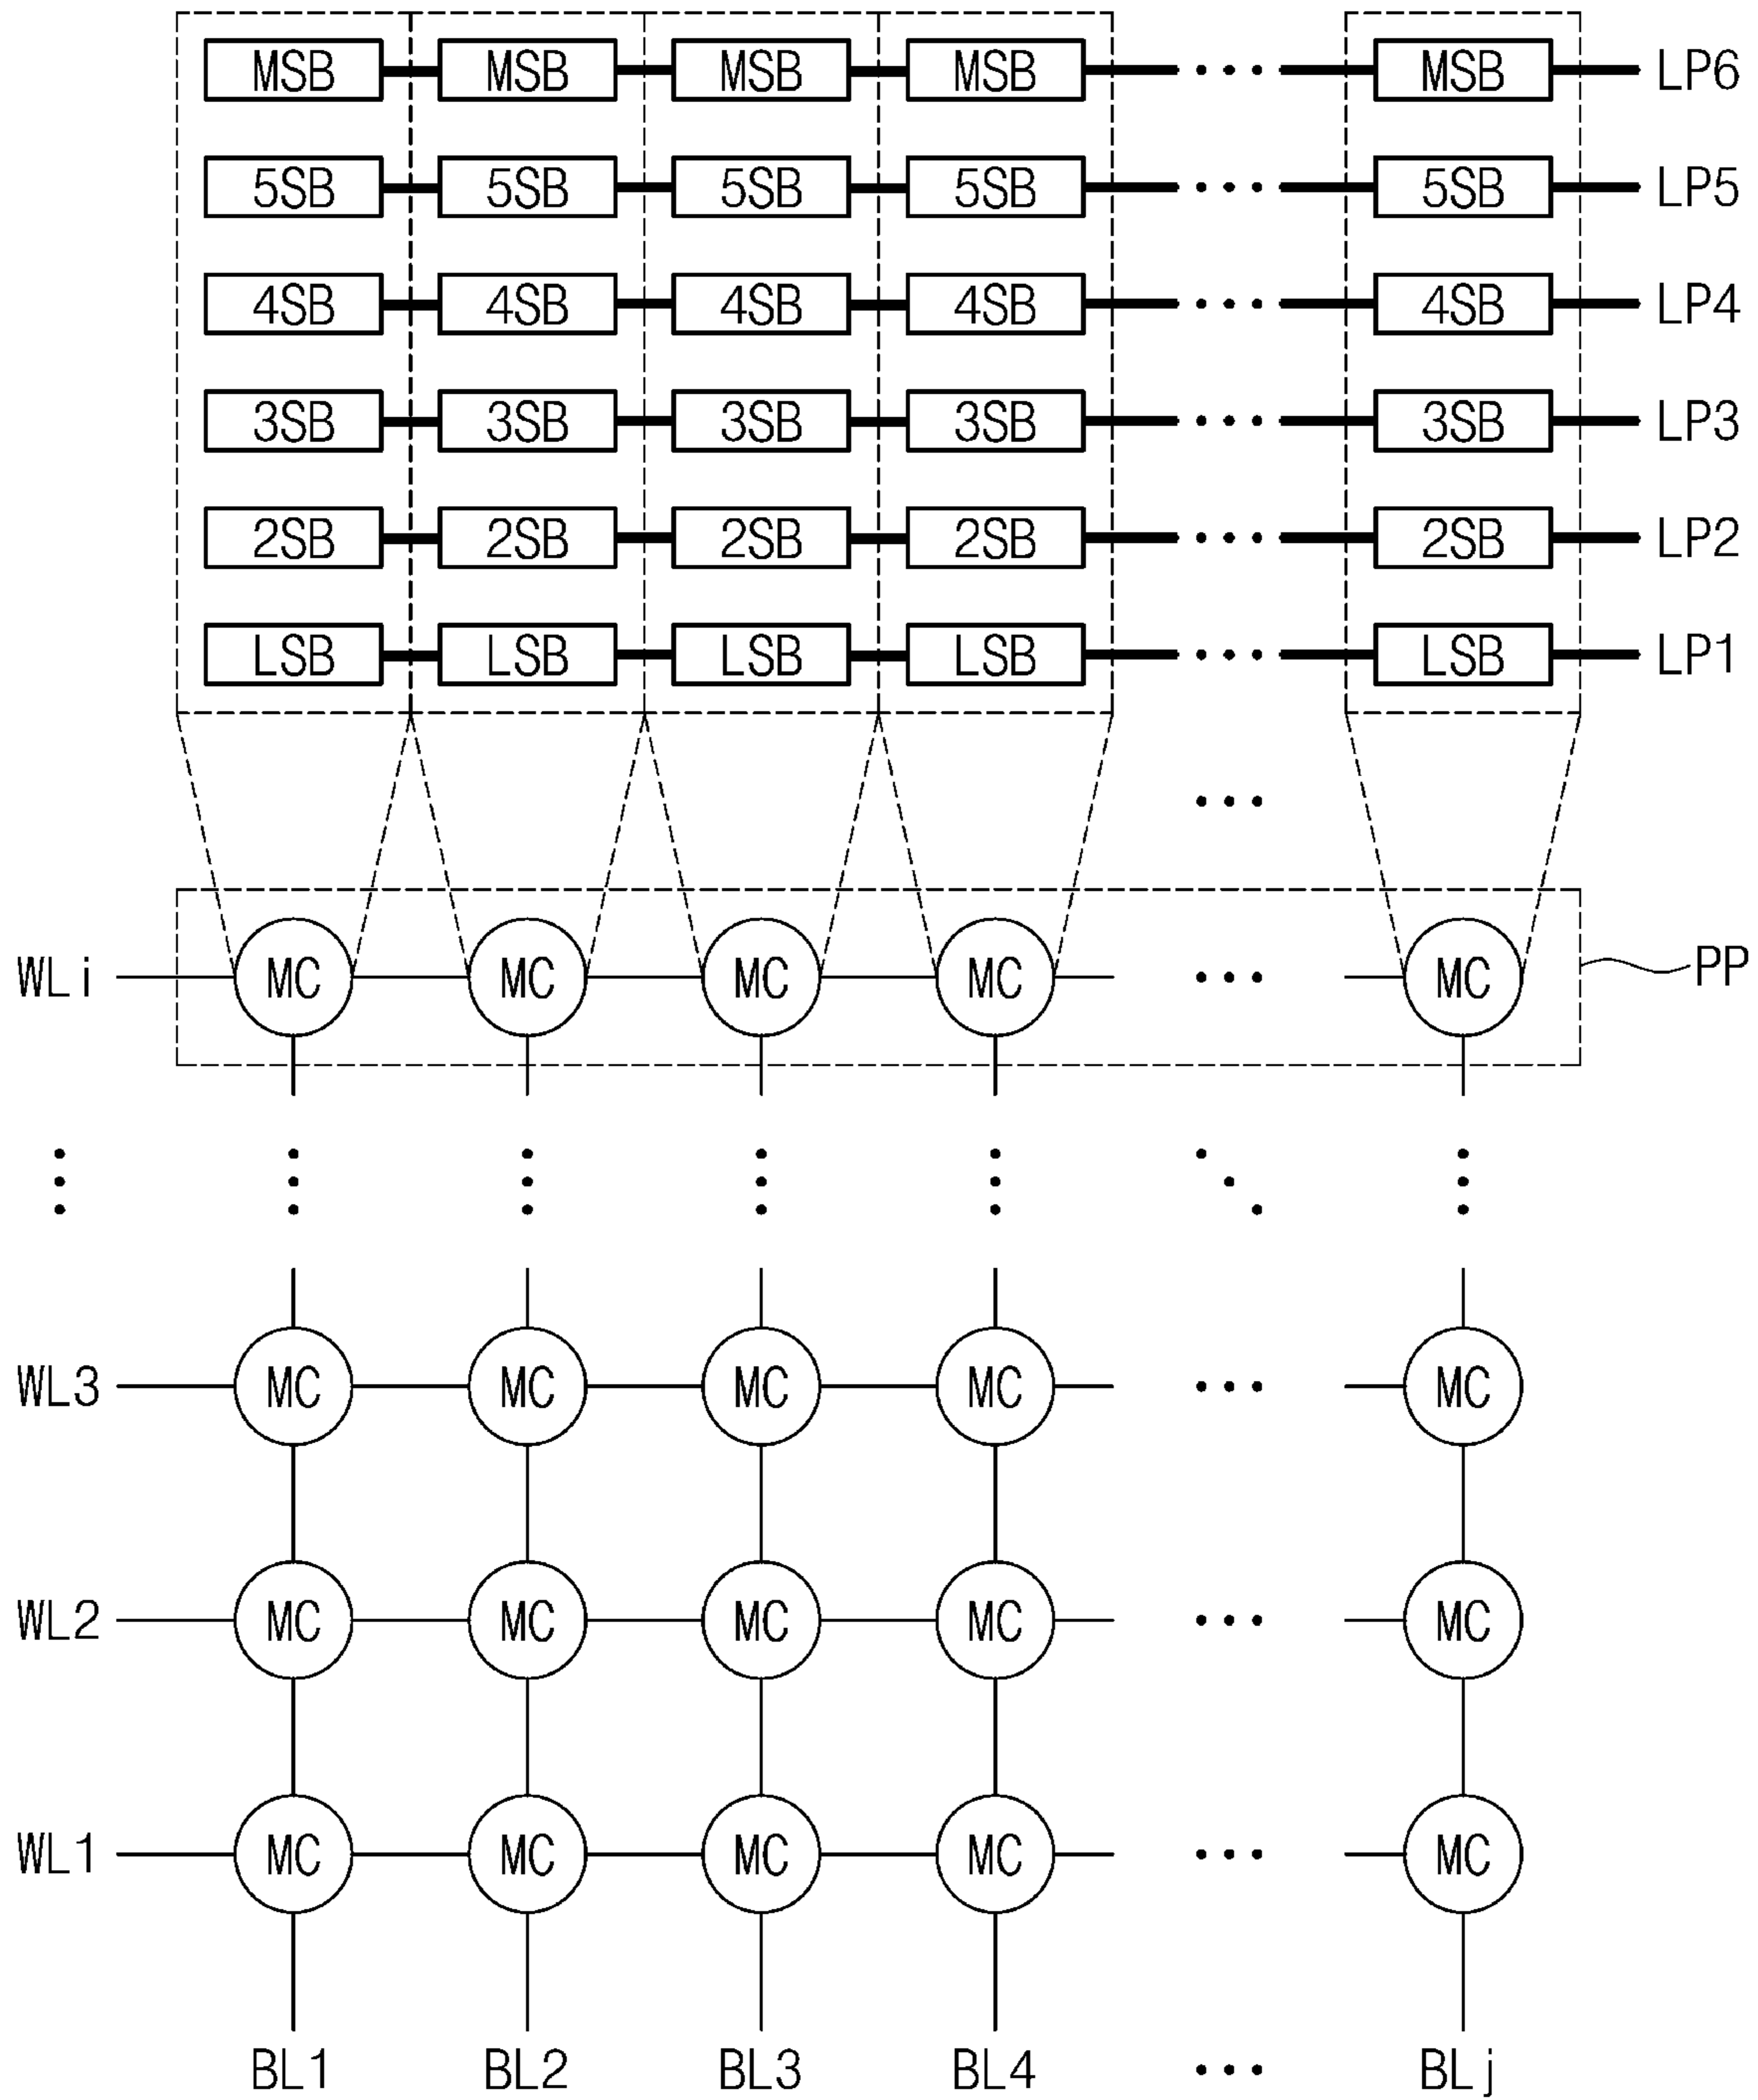 MSB MSB MSB MSB ... MSB LP6
5SB 5SB 5SB 5SB ... 5SB LP5
4SB 4SB 4SB 4SB ... 4SB LP4
3SB 3SB 3SB 3SB ... 3SB LP3
2SB 2SB 2SB 2SB ... 2SB LP2
LSB LSB LSB LSB ... LSB LP1
WLi MC MC MC MC ... MC PP
WL3 MC MC MC MC ... MC
WL2 MC MC MC MC ... MC
WL1 MC MC MC MC ... MC
BL1 BL2 BL3 BL4 ... BLj